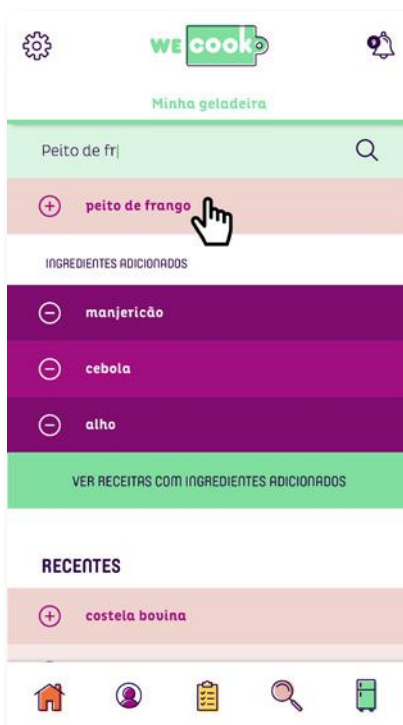 WE COOK
Minha geladeira
Peito de fr
peito de frango
INGREDIENTES ADICIONADOS
manjericão
cebola
alho
VER RECEITAS COM INGREDIENTES ADICIONADOS
RECENTES
costela bovina